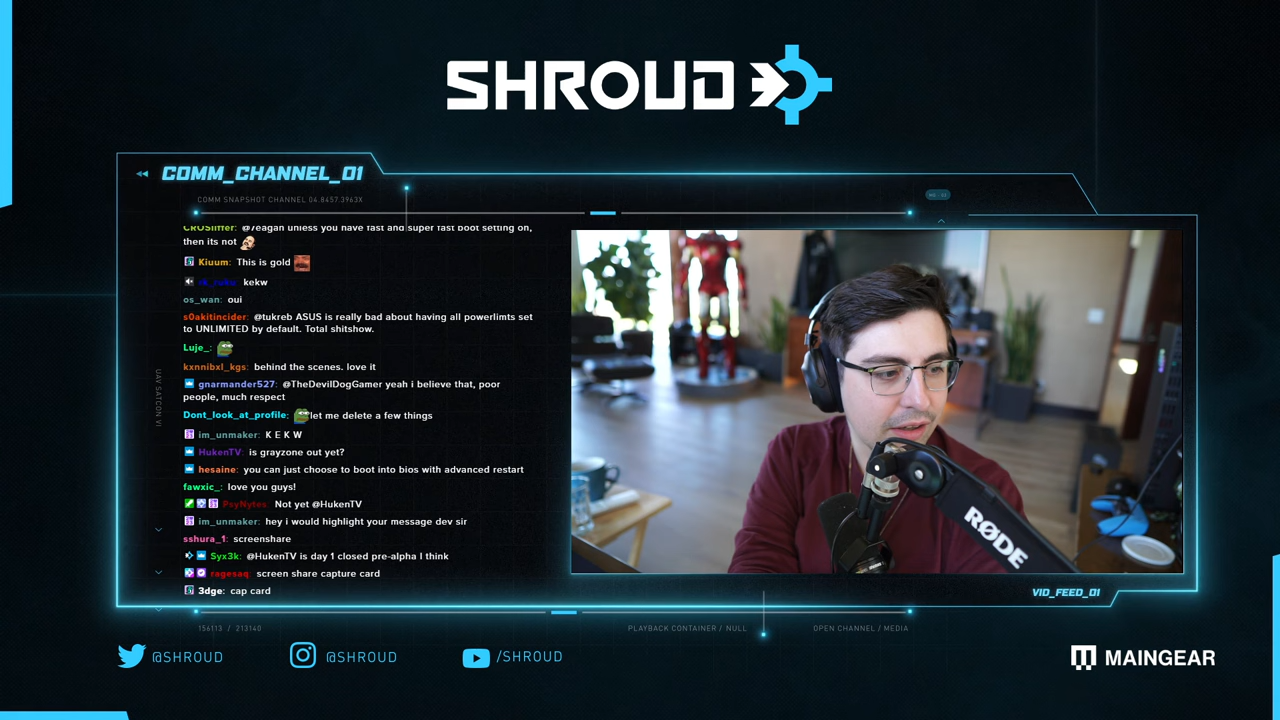 SHROUD
COMM_CHANNEL_01
COMM SNAPSHOT CHANNEL 04.8457.3963X
unless you have fast and super fast boot setting on,
then its not
Kiuum: This is gold
kekw
os_wan: oui
s0akitincider: @tukreb ASUS is really bad about having all powerlimts set
to UNLIMITED by default. Total shitshow.
Luje_:
kxnnibxl_kgs: behind the scenes. love it
gnarmander527: @TheDevilDogGamer yeah i believe that, poor
people, much respect
Dont_look_at_profile: let me delete a few things
im_unmaker: K E K W
HukenTV: is grayzone out yet?
hesaine: you can just choose to boot into bios with advanced restart
fawxic_: love you guys!
PsyNytes: Not yet @HukenTV
im_unmaker: hey i would highlight your message dev sir
sshura_1: screenshare
Syx3k: @HukenTV is day 1 closed pre-alpha I think
ragesaq: screen share capture card
3dge: cap card
UAV SATCON VI
RØDE
VID_FEED_01
156113 / 213140
PLAYBACK CONTAINER / NULL
OPEN CHANNEL / MEDIA
@SHROUD
@SHROUD
/SHROUD
MAINGEAR